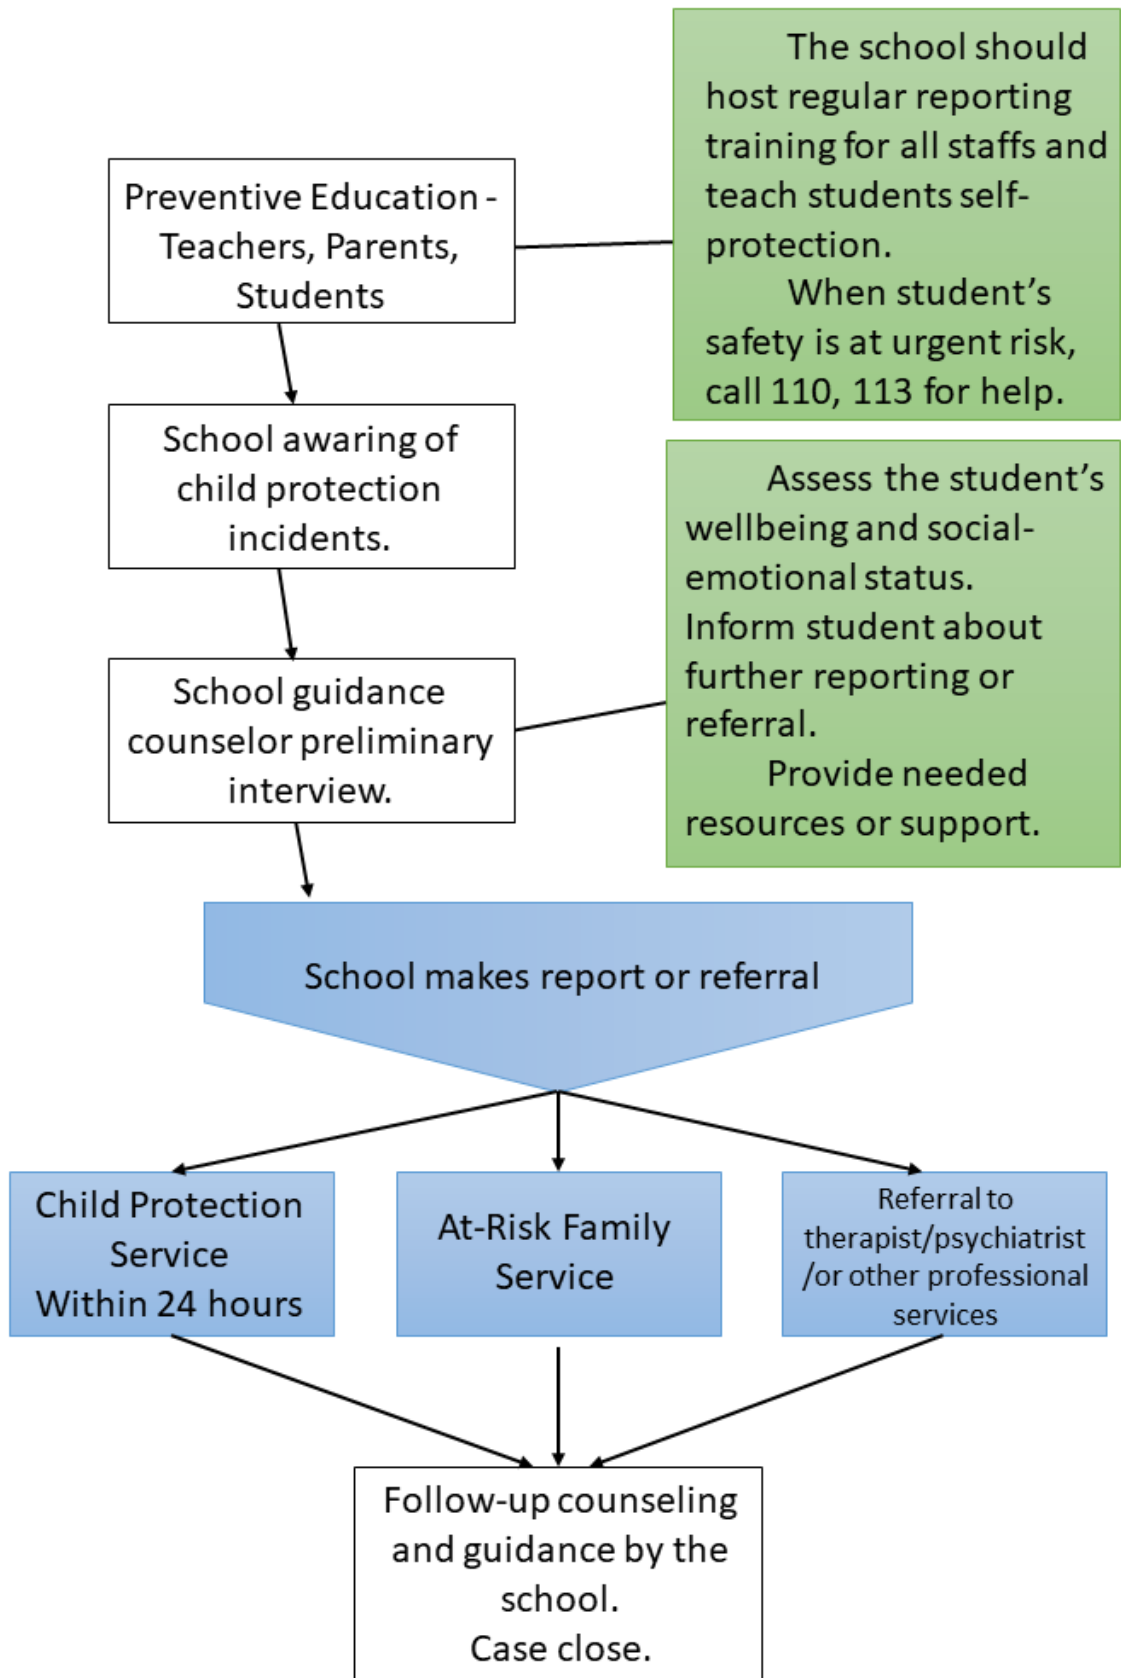 The school should
host regular reporting
training for all staffs and
teach students self-
protection.
When student’s
safety is at urgent risk,
call 110, 113 for help.
Preventive Education -
Teachers, Parents,
Students
School awaring of
child protection
incidents.
Assess the student’s
wellbeing and social-
emotional status.
Inform student about
further reporting or
referral.
Provide needed
resources or support.
School guidance
counselor preliminary
interview.
School makes report or referral
Child Protection
Service
Within 24 hours
At-Risk Family
Service
Referral to
therapist/psychiatrist
/or other professional
services
Follow-up counseling
and guidance by the
school.
Case close.